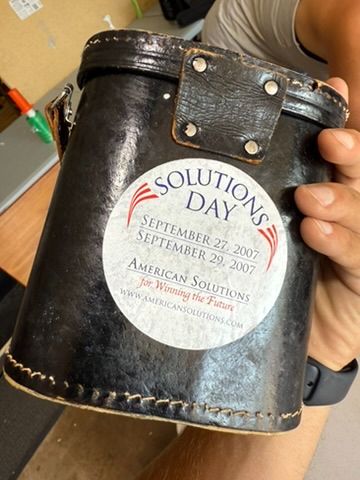 SOLUTIONS
DAY
SEPTEMBER 27, 2007
SEPTEMBER 29, 2007
AMERICAN SOLUTIONS
for Winning the Future
WWW.AMERICANSOLUTIONS.COM